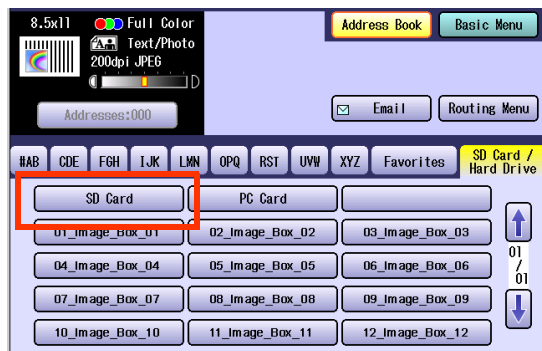 8.5x11 Full Color
Address Book Basic Menu
Text/Photo
200dpi JPEG
D
Addresses:000
Email Routing Menu
#AB CDE FGH IJK LMN OPQ RST UVW XYZ Favorites SD Card / Hard Drive
SD Card PC Card
01_Image_Box_01 02_Image_Box_02 03_Image_Box_03
04_Image_Box_04 05_Image_Box_05 06_Image_Box_06
07_Image_Box_07 08_Image_Box_08 09_Image_Box_09
10_Image_Box_10 11_Image_Box_11 12_Image_Box_12
01
/
01